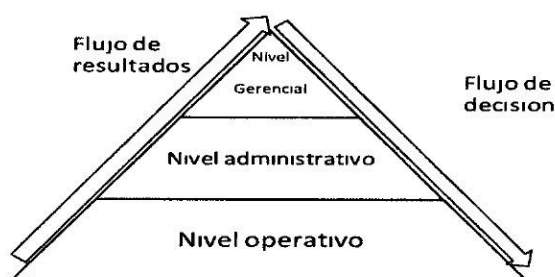 Flujo de
resultados
Nivel
Gerencial
Flujo de
decision
Nivel administrativo
Nivel operativo